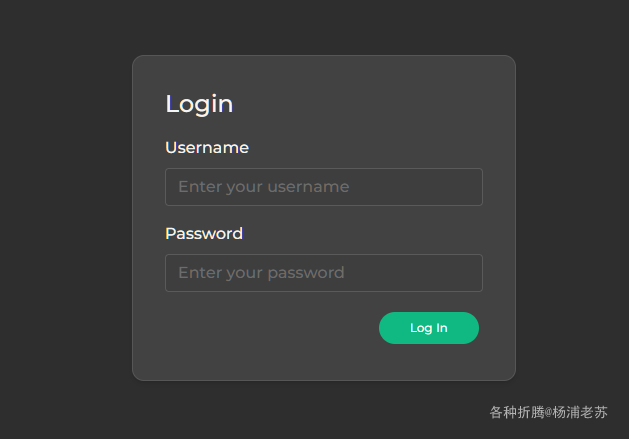 Login
Username
Enter your username
Password
Enter your password
Log In
各种折腾@杨浦老苏